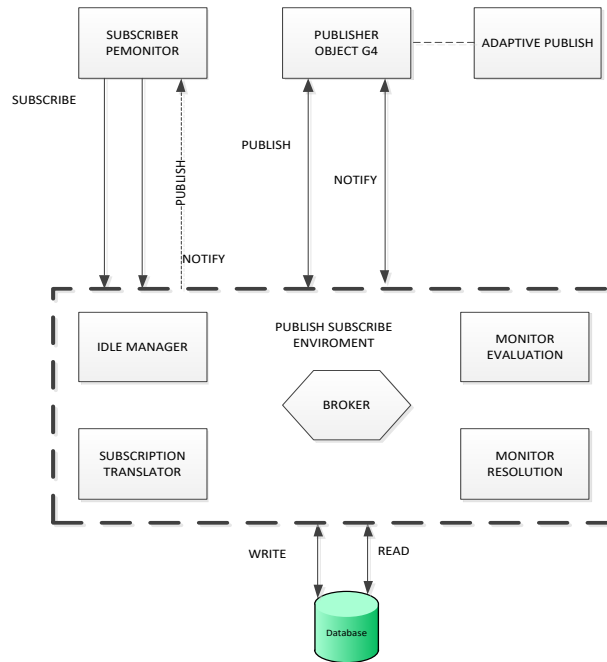 SUBSCRIBER
PEMONITOR
PUBLISHER
OBJECT G4
ADAPTIVE PUBLISH
SUBSCRIBE
PUBLISH
PUBLISH
NOTIFY
NOTIFY
IDLE MANAGER
PUBLISH SUBSCRIBE
ENVIROMENT
MONITOR
EVALUATION
BROKER
SUBSCRIPTION
TRANSLATOR
MONITOR
RESOLUTION
WRITE
READ
Database